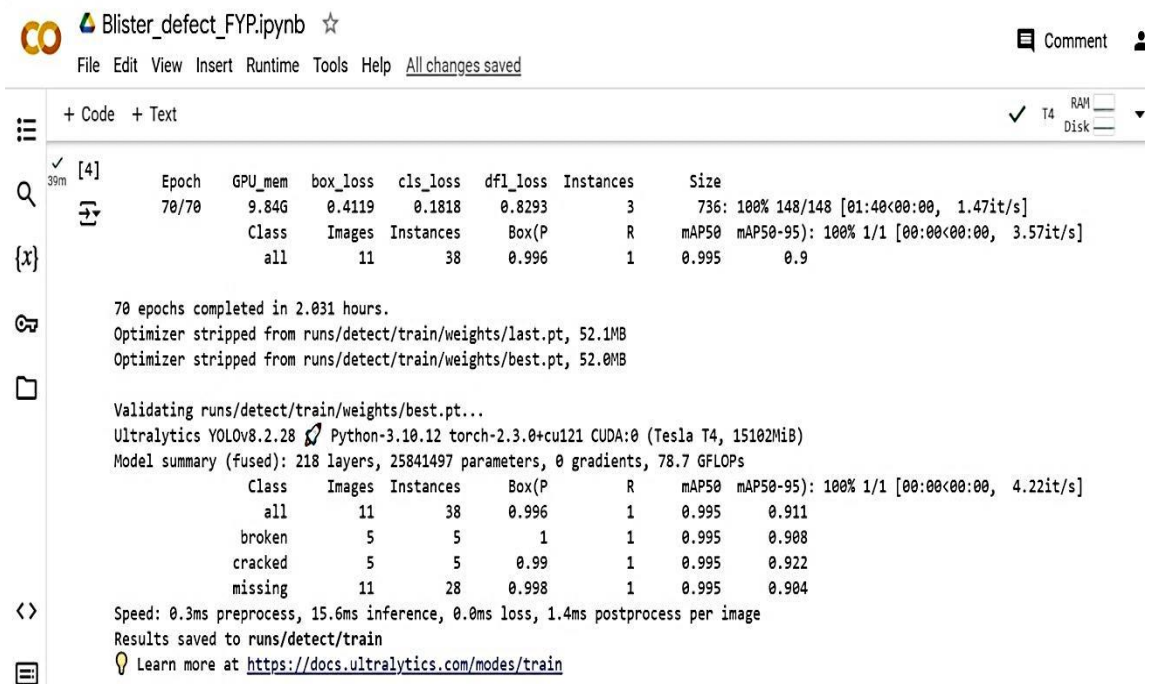 Blister_defect_FYP.ipynb
Comment
File Edit View Insert Runtime Tools Help All changes saved
+ Code + Text
T4 RAM Disk
39m [4]
Epoch GPU_mem box_loss cls_loss dfl_loss Instances Size
70/70 9.84G 0.4119 0.1818 0.8293 3 736: 100% 148/148 [01:40<00:00, 1.47it/s]
Class Images Instances Box(P R mAP50 mAP50-95): 100% 1/1 [00:00<00:00, 3.57it/s]
all 11 38 0.996 1 0.995 0.9
70 epochs completed in 2.031 hours.
Optimizer stripped from runs/detect/train/weights/last.pt, 52.1MB
Optimizer stripped from runs/detect/train/weights/best.pt, 52.0MB
Validating runs/detect/train/weights/best.pt...
Ultralytics YOLOv8.2.28 🚀 Python-3.10.12 torch-2.3.0+cu121 CUDA:0 (Tesla T4, 15102MiB)
Model summary (fused): 218 layers, 25841497 parameters, 0 gradients, 78.7 GFLOPs
Class Images Instances Box(P R mAP50 mAP50-95): 100% 1/1 [00:00<00:00, 4.22it/s]
all 11 38 0.996 1 0.995 0.911
broken 5 5 1 1 0.995 0.908
cracked 5 5 0.99 1 0.995 0.922
missing 11 28 0.998 1 0.995 0.904
Speed: 0.3ms preprocess, 15.6ms inference, 0.0ms loss, 1.4ms postprocess per image
Results saved to runs/detect/train
💡 Learn more at https://docs.ultralytics.com/modes/train